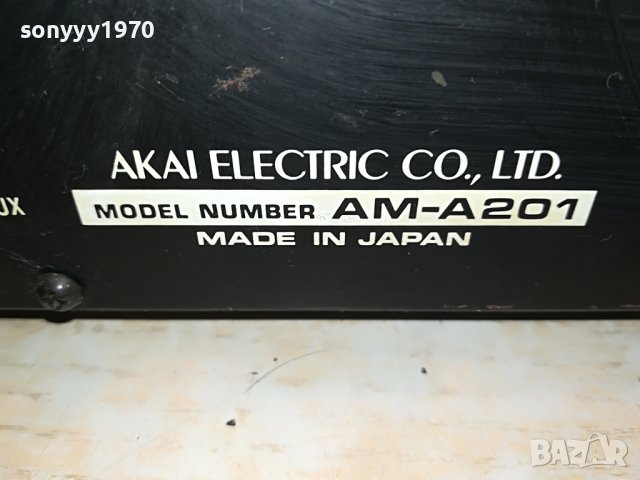 sonyyy1970
AKAI ELECTRIC CO., LTD.
UX MODEL NUMBER AM-A201
MADE IN JAPAN
BAZAR